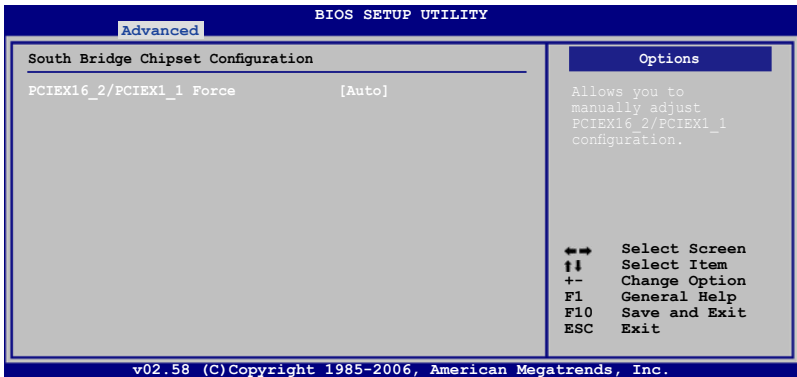 BIOS SETUP UTILITY
Advanced
South Bridge Chipset Configuration
PCIEX16_2/PCIEX1_1 Force [Auto]
Options
Allows you to
manually adjust
PCIEX16_2/PCIEX1_1
configuration.
←→ Select Screen
↑↓ Select Item
+- Change Option
F1 General Help
F10 Save and Exit
ESC Exit
v02.58 (C)Copyright 1985-2006, American Megatrends, Inc.